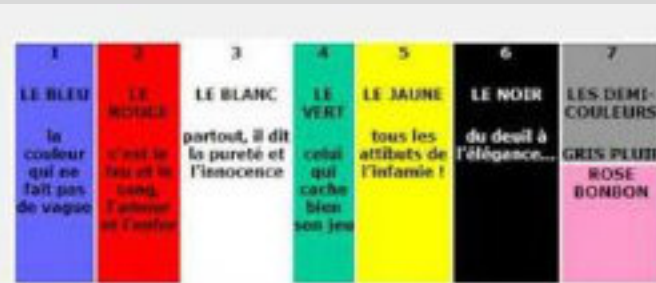 1
LE BLEU
la
couleur
qui ne
fait pas
de vague
2
LE
ROUGE
c'est le
feu et le
sang,
l'amour
et l'enfer
3
LE BLANC
partout, il dit
la pureté et
l'innocence
4
LE
VERT
celui
qui
cache
bien
son jeu
5
LE JAUNE
tous les
attibuts de
l'infamie !
6
LE NOIR
du deuil à
l'élégance...
7
LES DEMI-
COULEURS
GRIS PLUIE
ROSE
BONBON